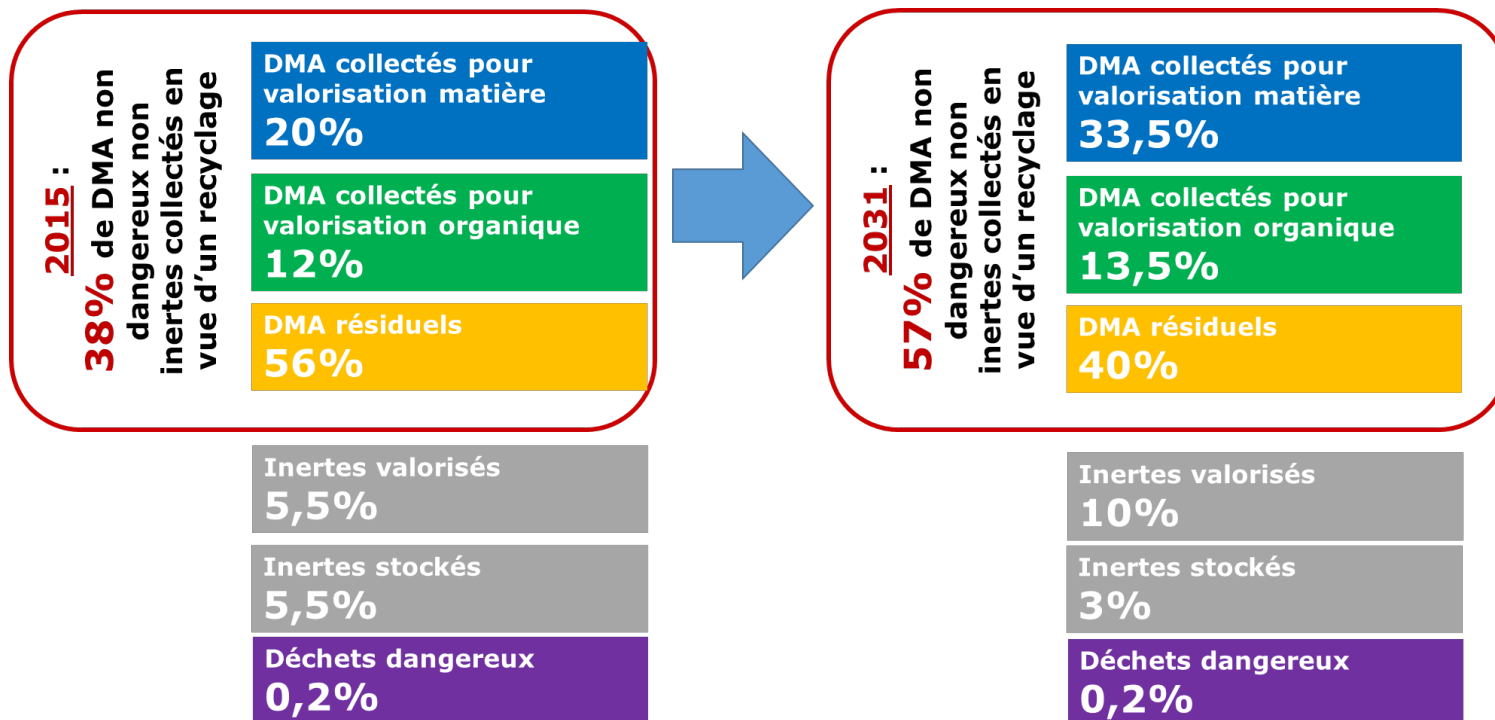 2015 :
38% de DMA non
dangereux non
inertes collectés en
vue d'un recyclage
DMA collectés pour
valorisation matière
20%
DMA collectés pour
valorisation organique
12%
DMA résiduels
56%
Inertes valorisés
5,5%
Inertes stockés
5,5%
Déchets dangereux
0,2%
2031 :
57% de DMA non
dangereux non
inertes collectés en
vue d'un recyclage
DMA collectés pour
valorisation matière
33,5%
DMA collectés pour
valorisation organique
13,5%
DMA résiduels
40%
Inertes valorisés
10%
Inertes stockés
3%
Déchets dangereux
0,2%